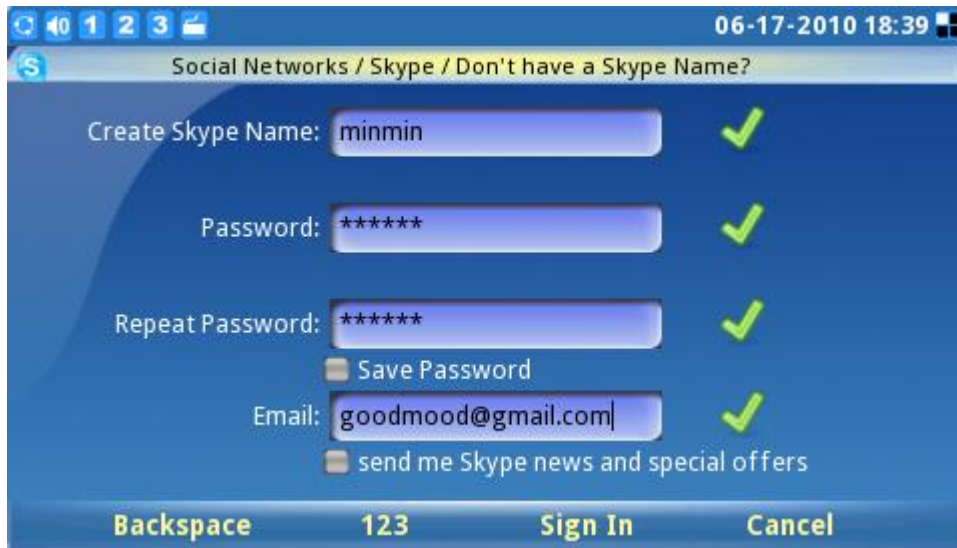 1 2 3 06-17-2010 18:39
S Social Networks / Skype / Don't have a Skype Name?
Create Skype Name: minmin
Password: ******
Repeat Password: ******
Save Password
Email: goodmood@gmail.com
send me Skype news and special offers
Backspace 123 Sign In Cancel